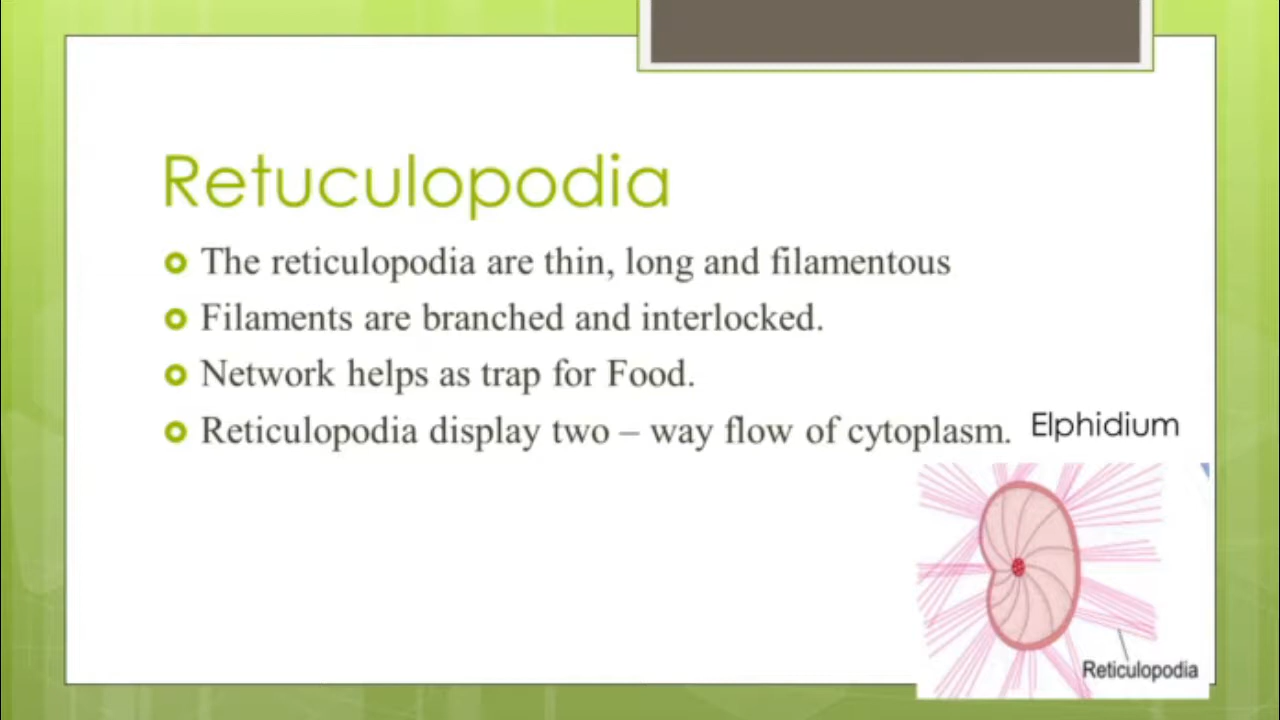 Retuculopodia
The reticulopodia are thin, long and filamentous
Filaments are branched and interlocked.
Network helps as trap for Food.
Reticulopodia display two – way flow of cytoplasm.
Elphidium
Reticulopodia